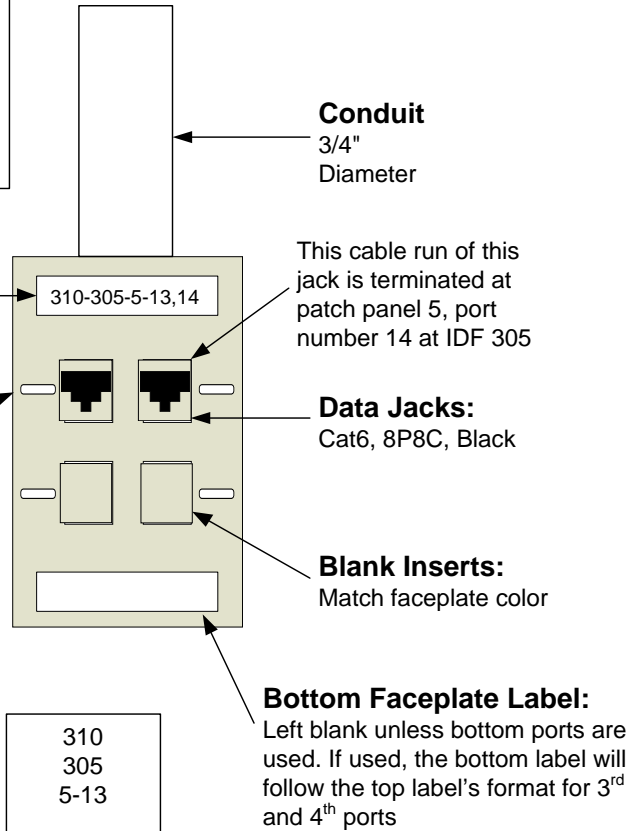 Conduit
3/4"
Diameter
This cable run of this
jack is terminated at
patch panel 5, port
number 14 at IDF 305
310-305-5-13,14
Data Jacks:
Cat6, 8P8C, Black
Blank Inserts:
Match faceplate color
Bottom Faceplate Label:
Left blank unless bottom ports are
used. If used, the bottom label will
follow the top label's format for 3rd
and 4th ports
310
305
5-13